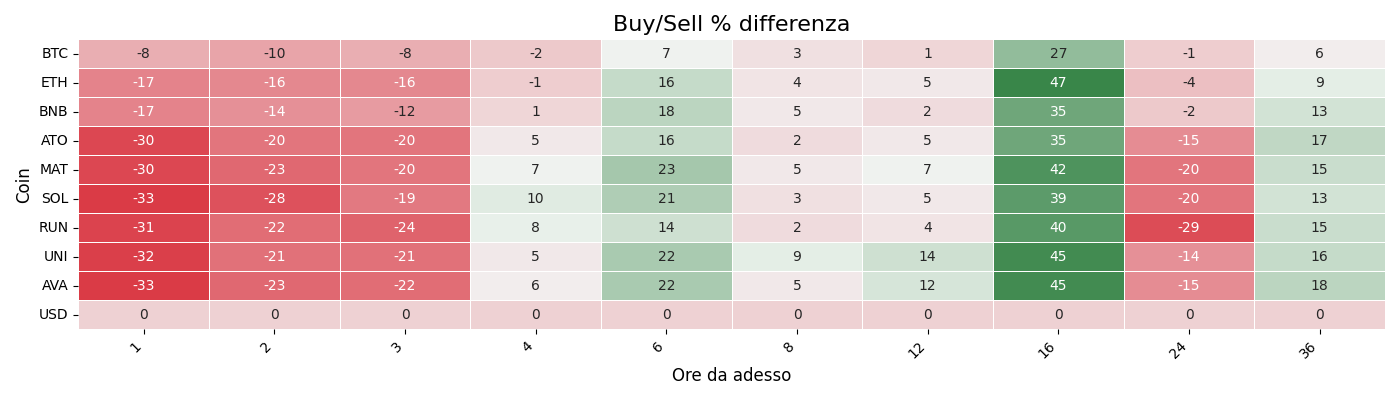 Buy/Sell % differenza
Coin
BTC -8 -10 -8 -2 7 3 1 27 -1 6
ETH -17 -16 -16 -1 16 4 5 47 -4 9
BNB -17 -14 -12 1 18 5 2 35 -2 13
ATO -30 -20 -20 5 16 2 5 35 -15 17
MAT -30 -23 -20 7 23 5 7 42 -20 15
SOL -33 -28 -19 10 21 3 5 39 -20 13
RUN -31 -22 -24 8 14 2 4 40 -29 15
UNI -32 -21 -21 5 22 9 14 45 -14 16
AVA -33 -23 -22 6 22 5 12 45 -15 18
USD 0 0 0 0 0 0 0 0 0 0
1 2 3 4 6 8 12 16 24 36
Ore da adesso